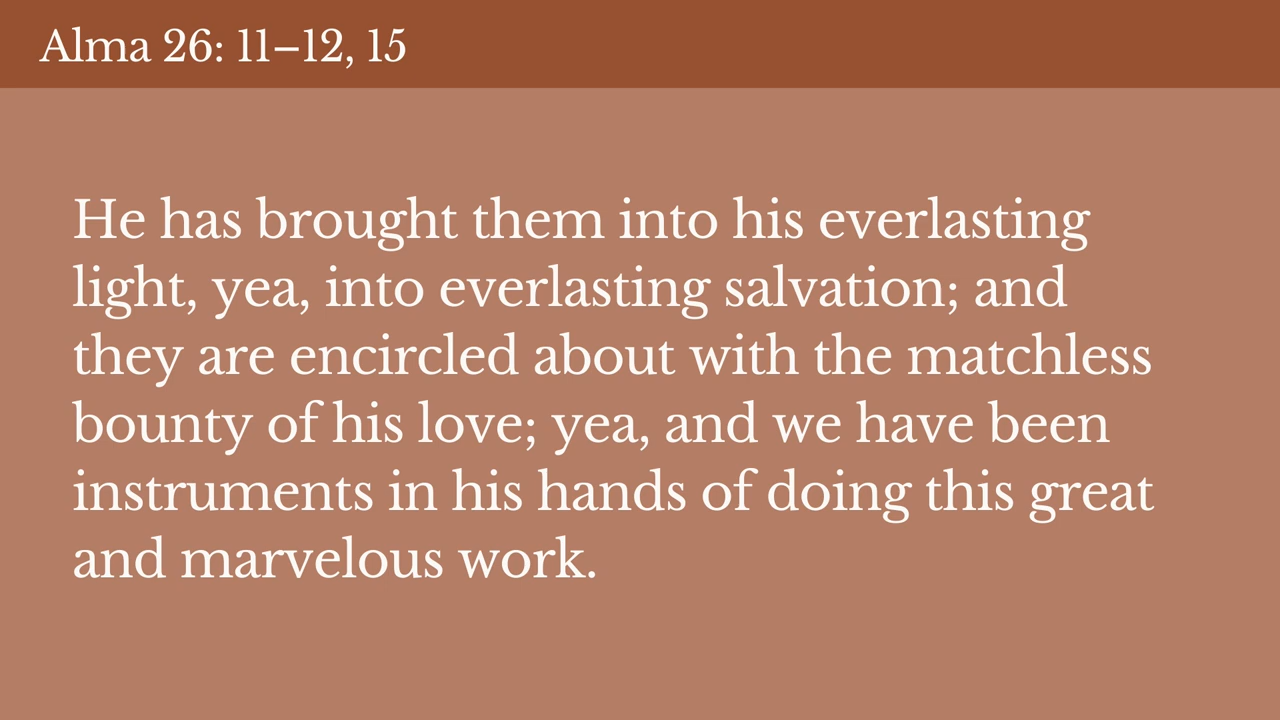 Alma 26: 11–12, 15
He has brought them into his everlasting
light, yea, into everlasting salvation; and
they are encircled about with the matchless
bounty of his love; yea, and we have been
instruments in his hands of doing this great
and marvelous work.